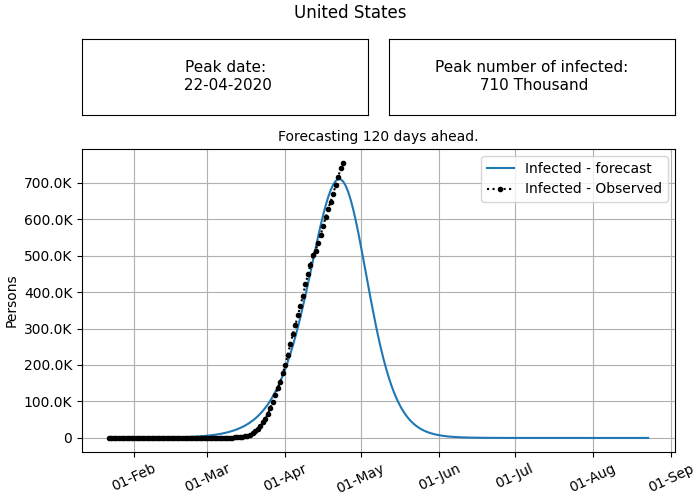 United States
Peak date:
22-04-2020
Peak number of infected:
710 Thousand
Forecasting 120 days ahead.
Infected - forecast
Infected - Observed
Persons
700.0K
600.0K
500.0K
400.0K
300.0K
200.0K
100.0K
0
01-Feb
01-Mar
01-Apr
01-May
01-Jun
01-Jul
01-Aug
01-Sep